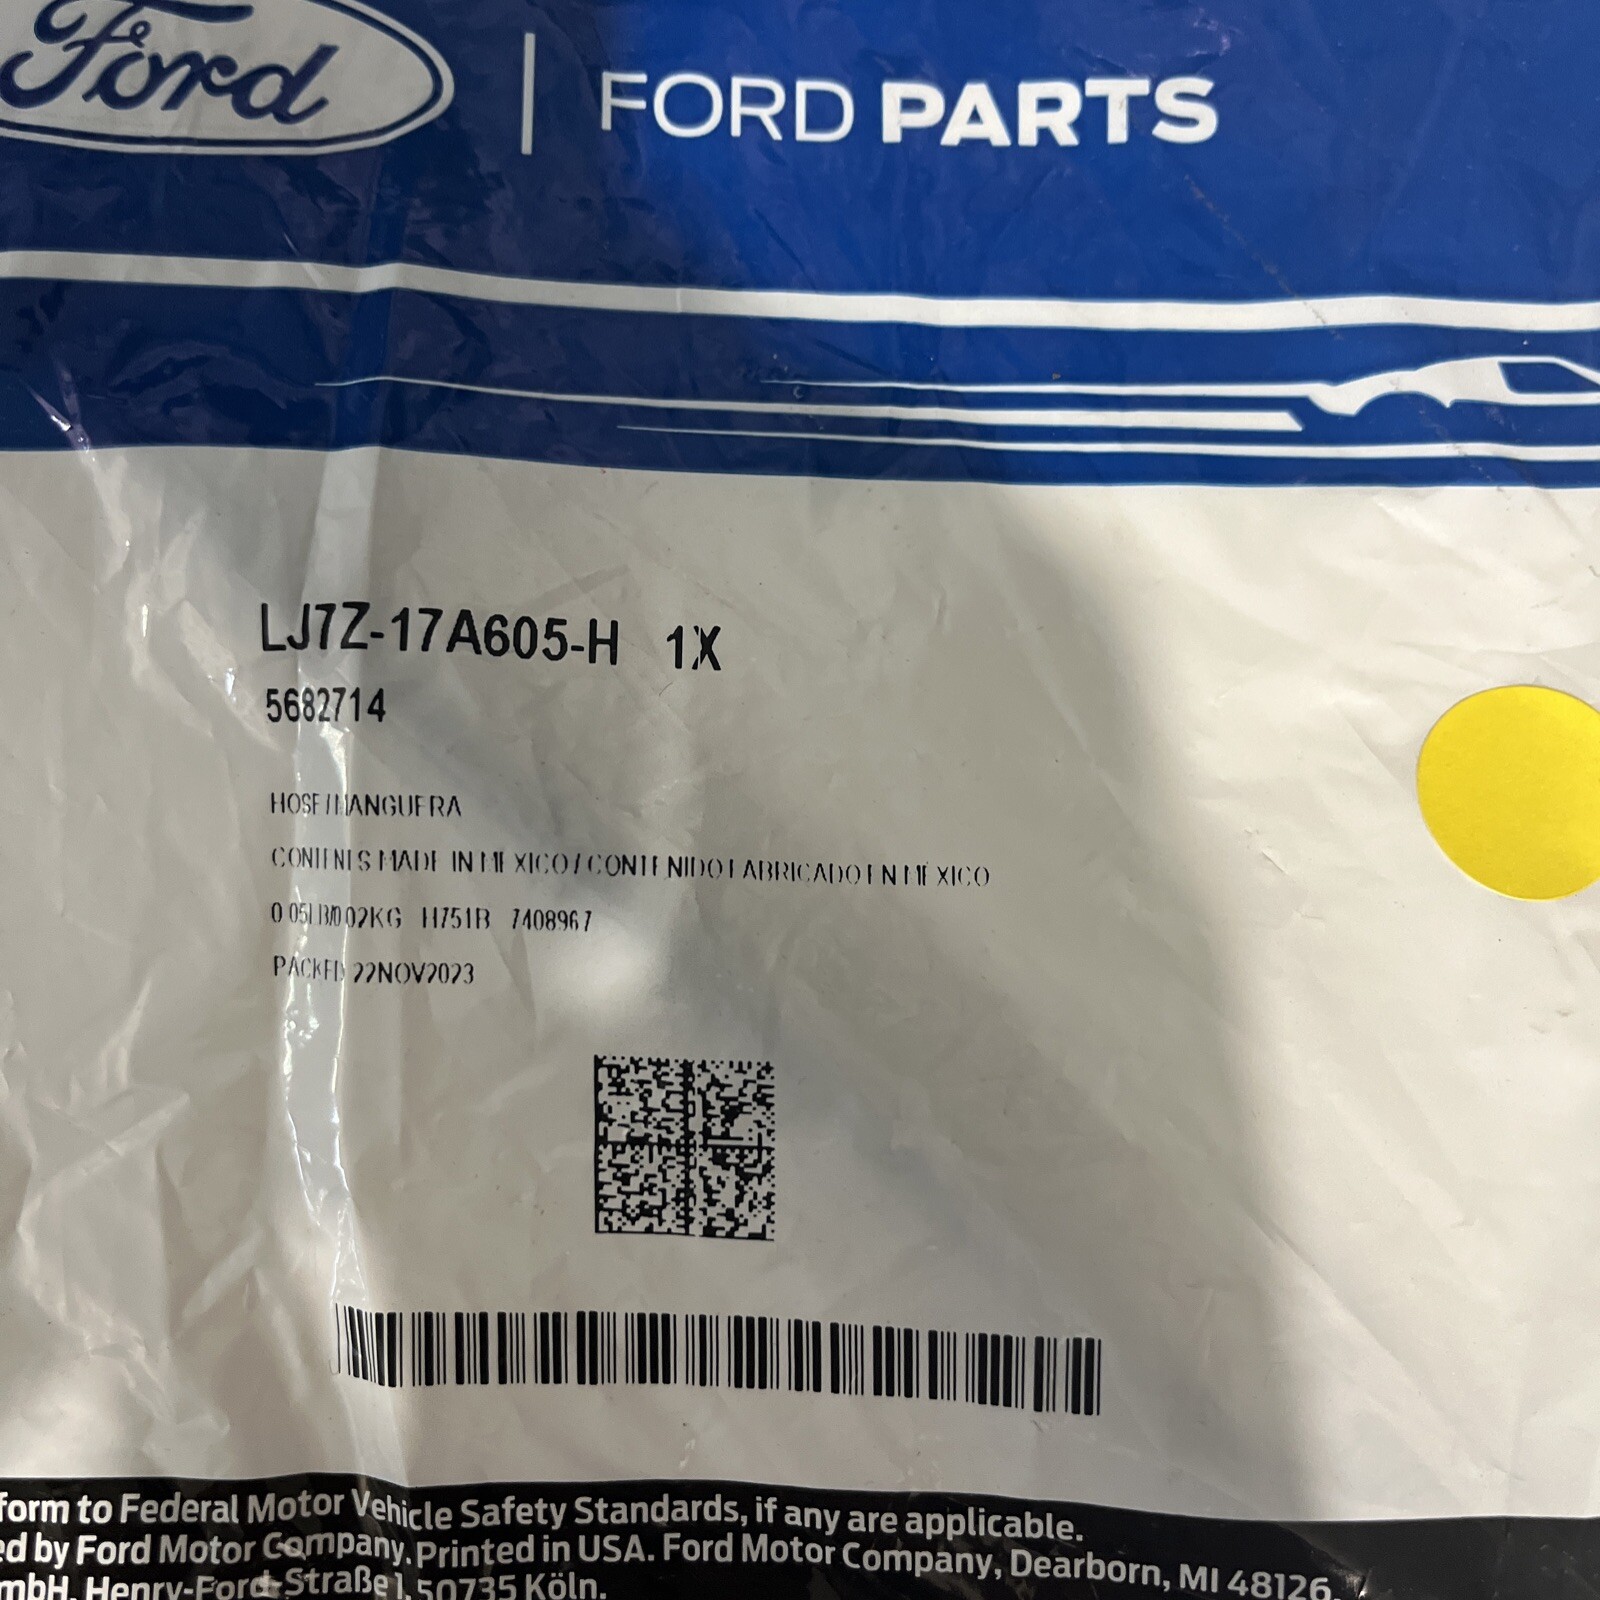 Ford | FORD PARTS
LJ7Z-17A605-H 1X
5682714
HOSE/MANGUERA
CONTENTS MADE IN MEXICO/CONTENIDO FABRICADO EN MEXICO
0.05LB/0.02KG H751B 7408967
PACKED 22NOV2023
form to Federal Motor Vehicle Safety Standards, if any are applicable.
ed by Ford Motor Company. Printed in USA. Ford Motor Company, Dearborn, MI 48126.
mbH, Henry-Ford-Straße 1, 50735 Köln.